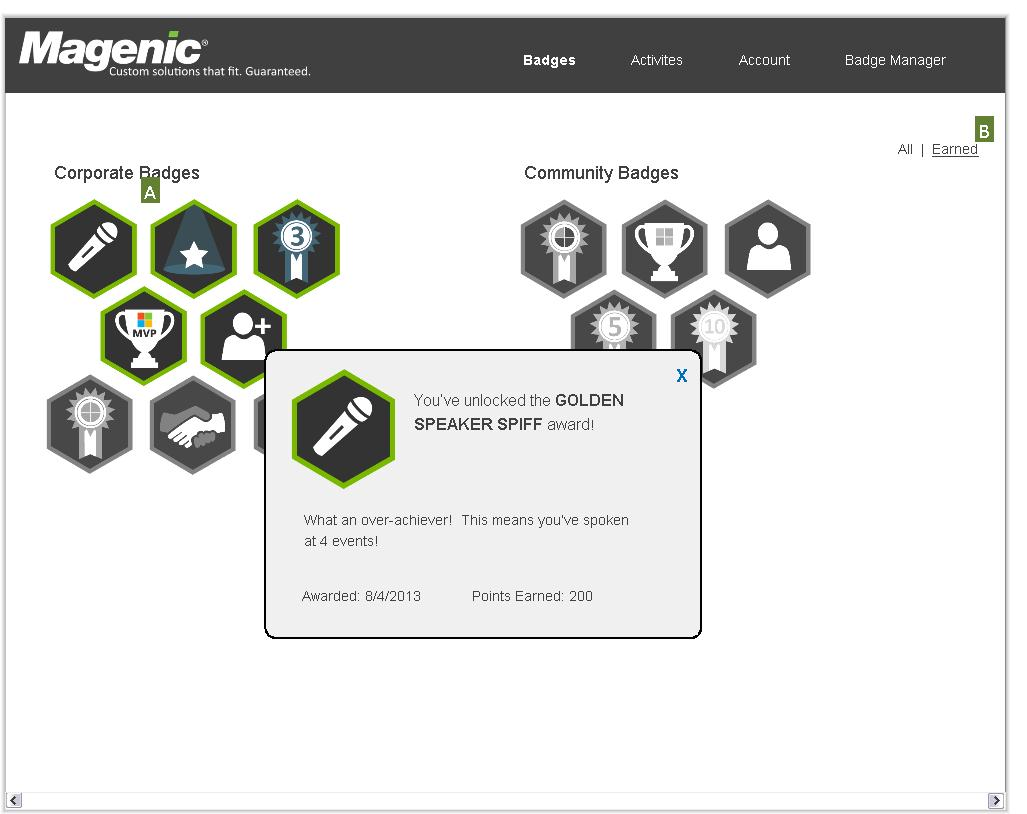 Magenic®
Custom solutions that fit. Guaranteed.
Badges Activites Account Badge Manager
B
All | Earned
Corporate Badges
Community Badges
A
3
MVP
5
10
X
You've unlocked the GOLDEN
SPEAKER SPIFF award!
What an over-achiever! This means you've spoken
at 4 events!
Awarded: 8/4/2013 Points Earned: 200